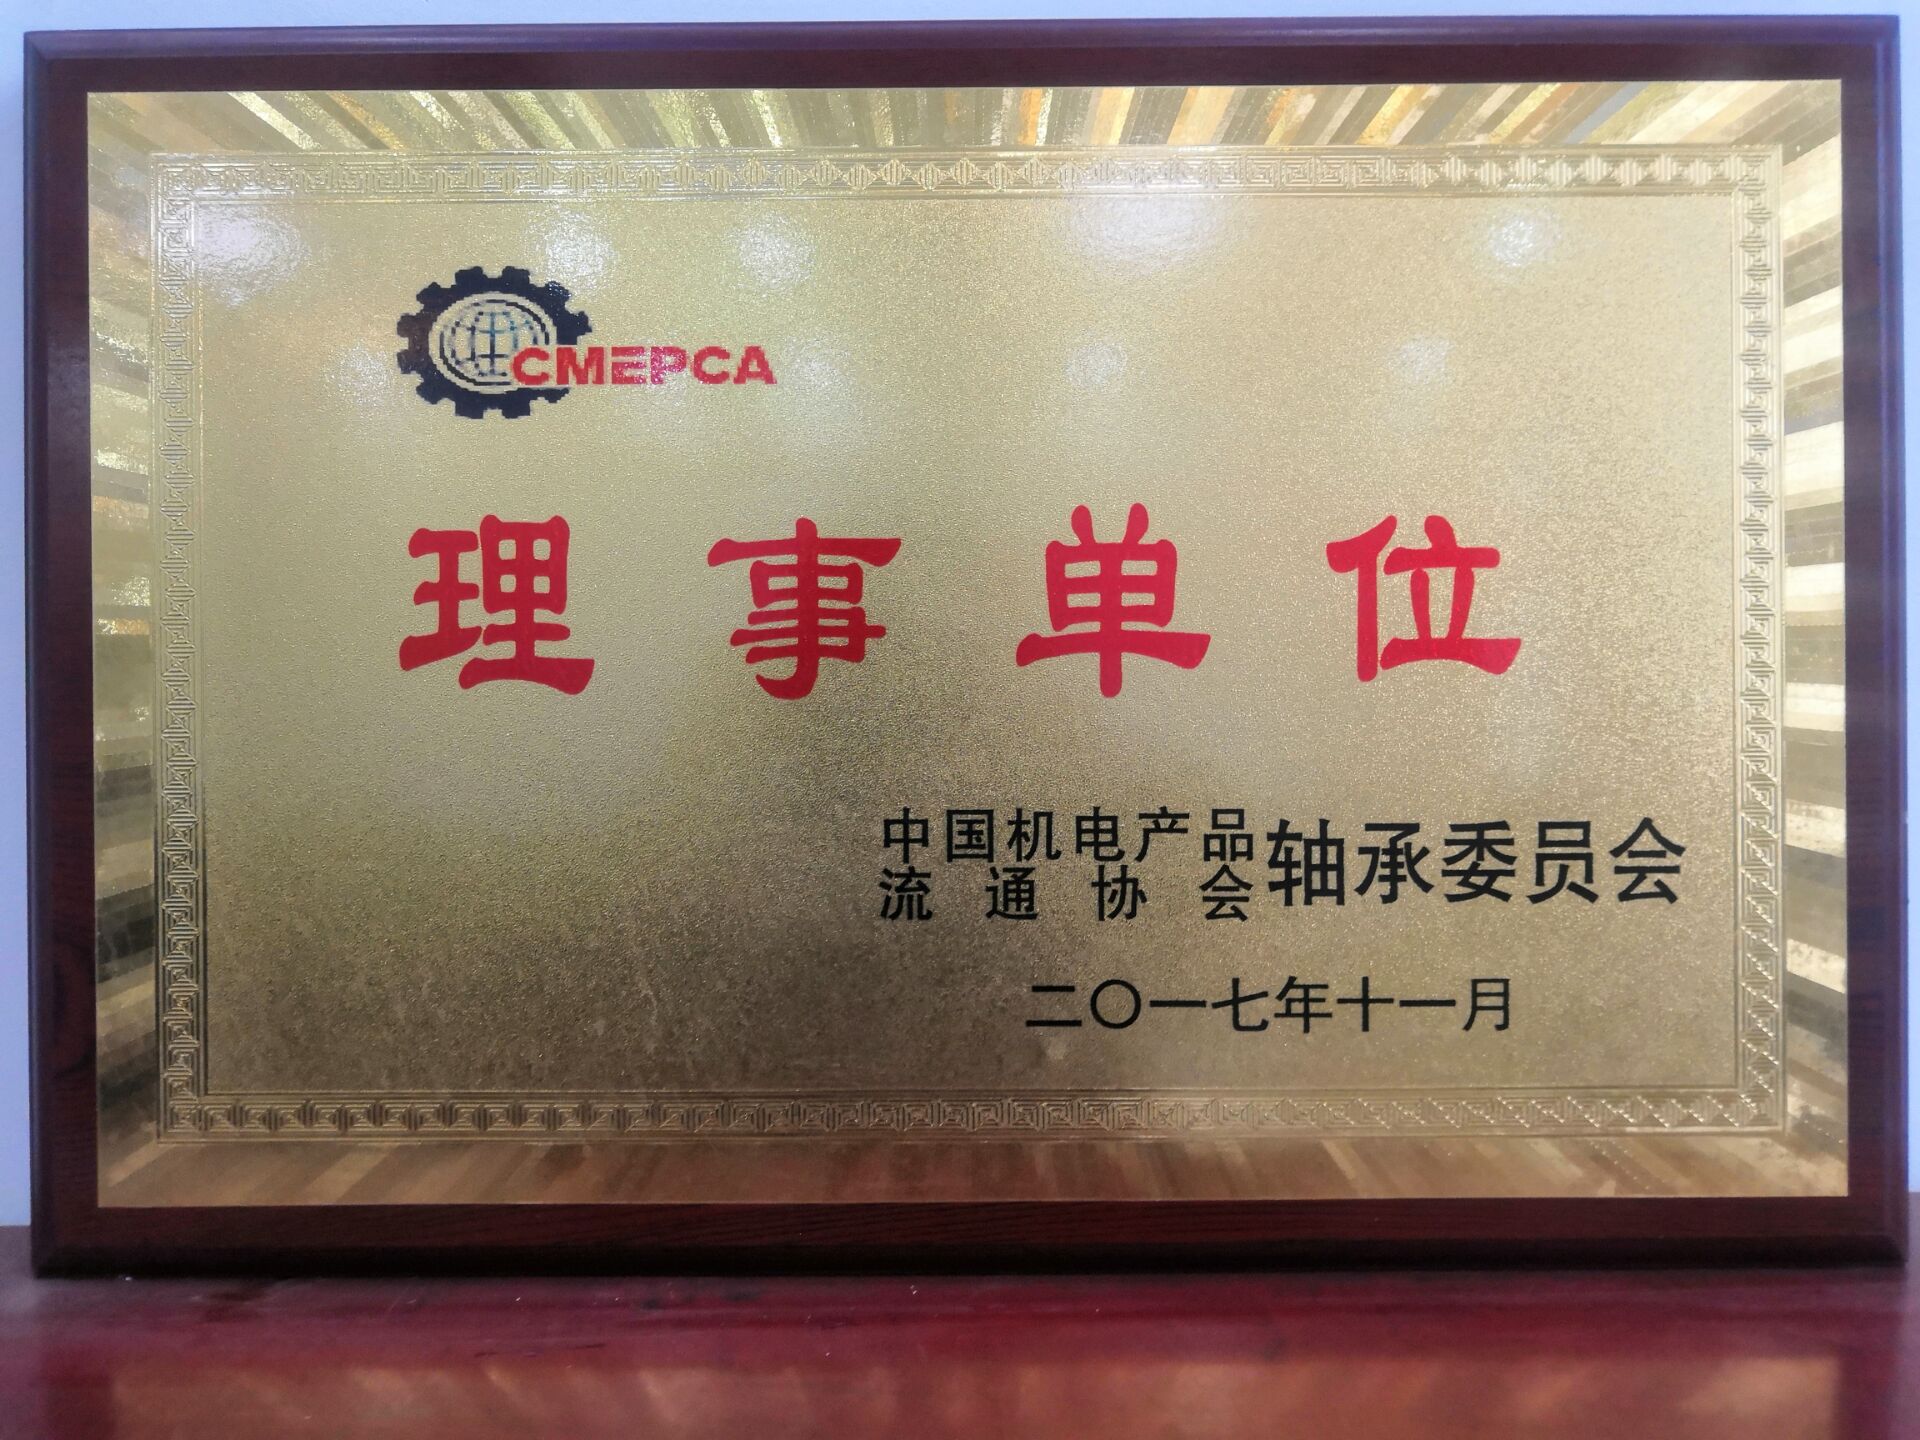 CMEPCA
理事单位
中国机电产品
流通协会
轴承委员会
二〇一七年十一月